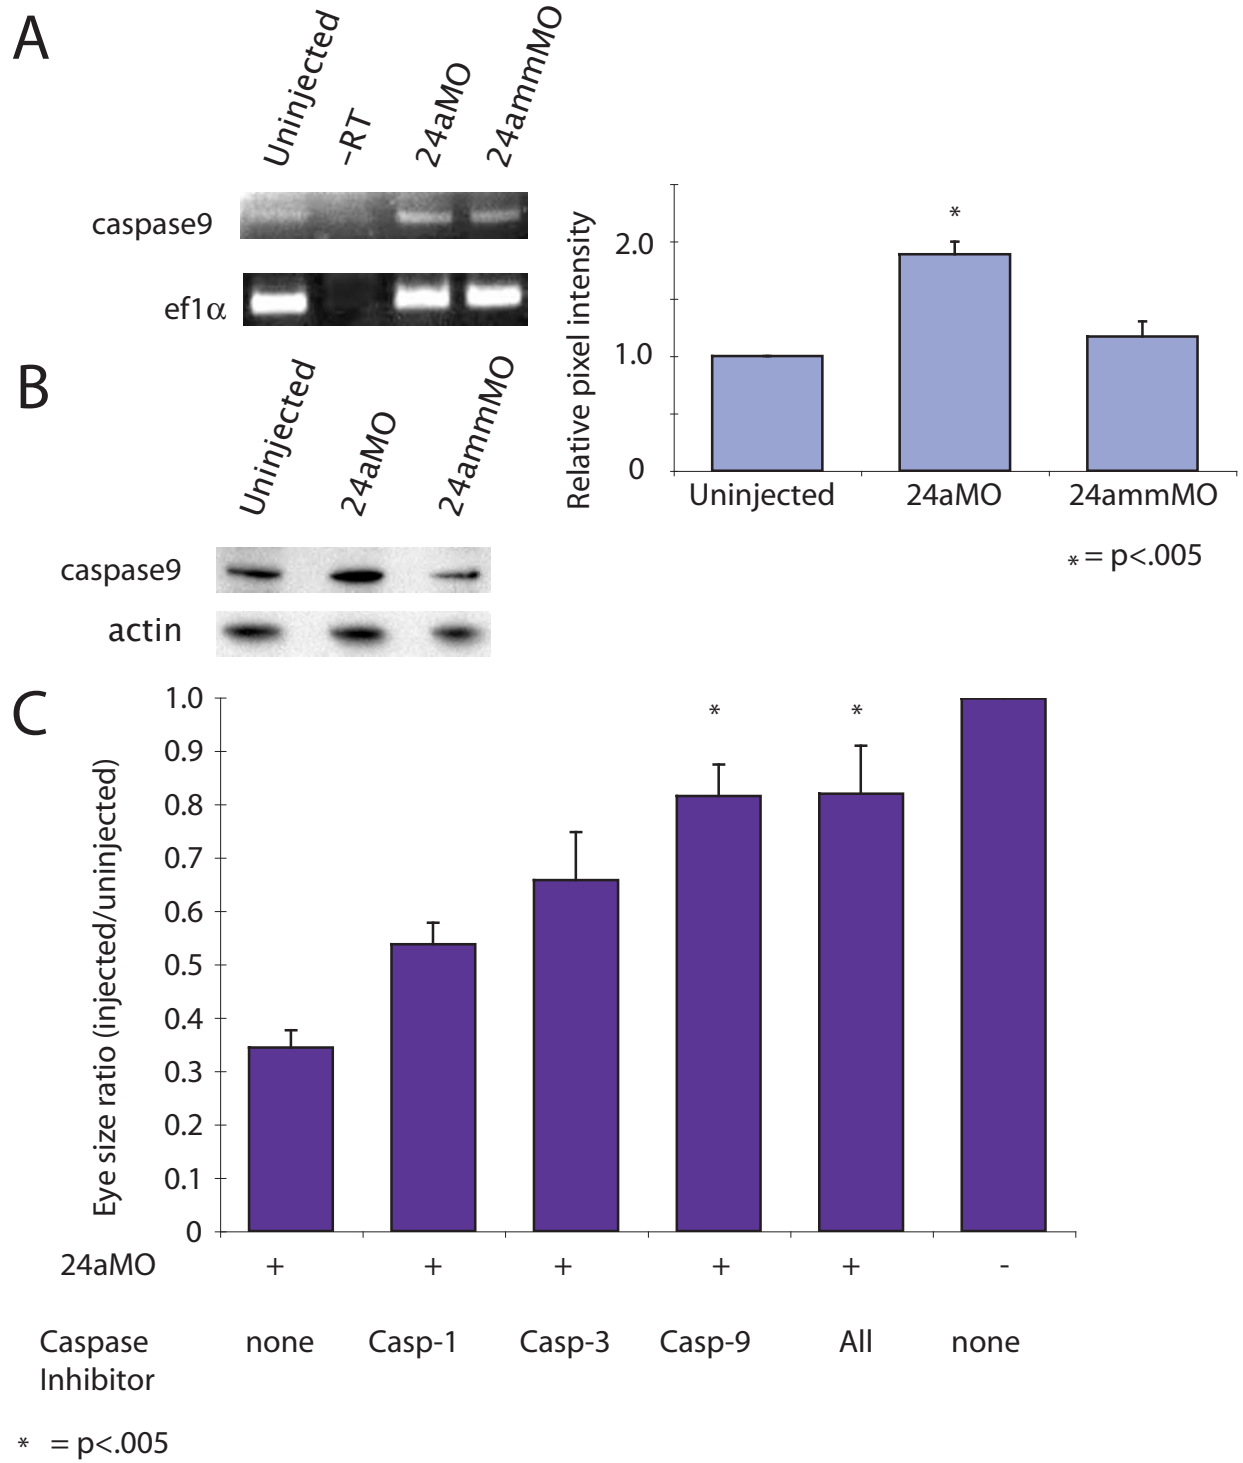 A
Uninjected
–RT
24aMO
24ammMO
caspase9
ef1α
Relative pixel intensity
2.0
1.0
0
*
Uninjected
24aMO
24ammMO
* = p<.005
B
Uninjected
24aMO
24ammMO
caspase9
actin
C
Eye size ratio (injected/uninjected)
1.0
0.9
0.8
0.7
0.6
0.5
0.4
0.3
0.2
0.1
0
* *
24aMO + + + + + -
Caspase Inhibitor none Casp-1 Casp-3 Casp-9 All none
* = p<.005